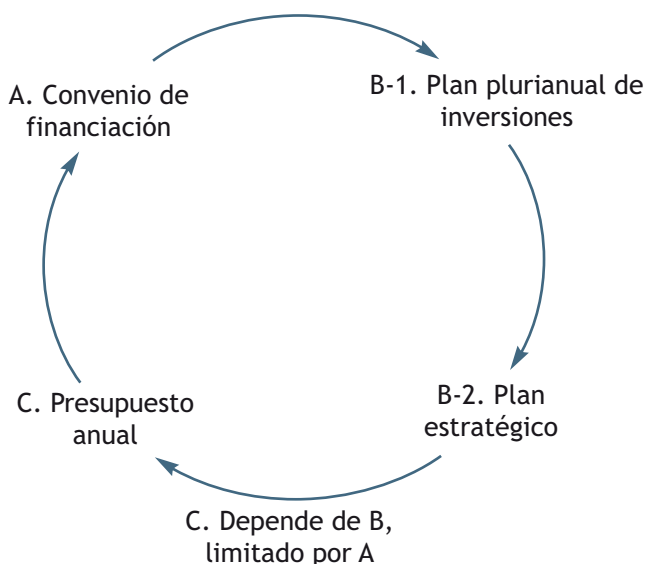 A. Convenio de
financiación
B-1. Plan plurianual de
inversiones
B-2. Plan
estratégico
C. Presupuesto
anual
C. Depende de B,
limitado por A